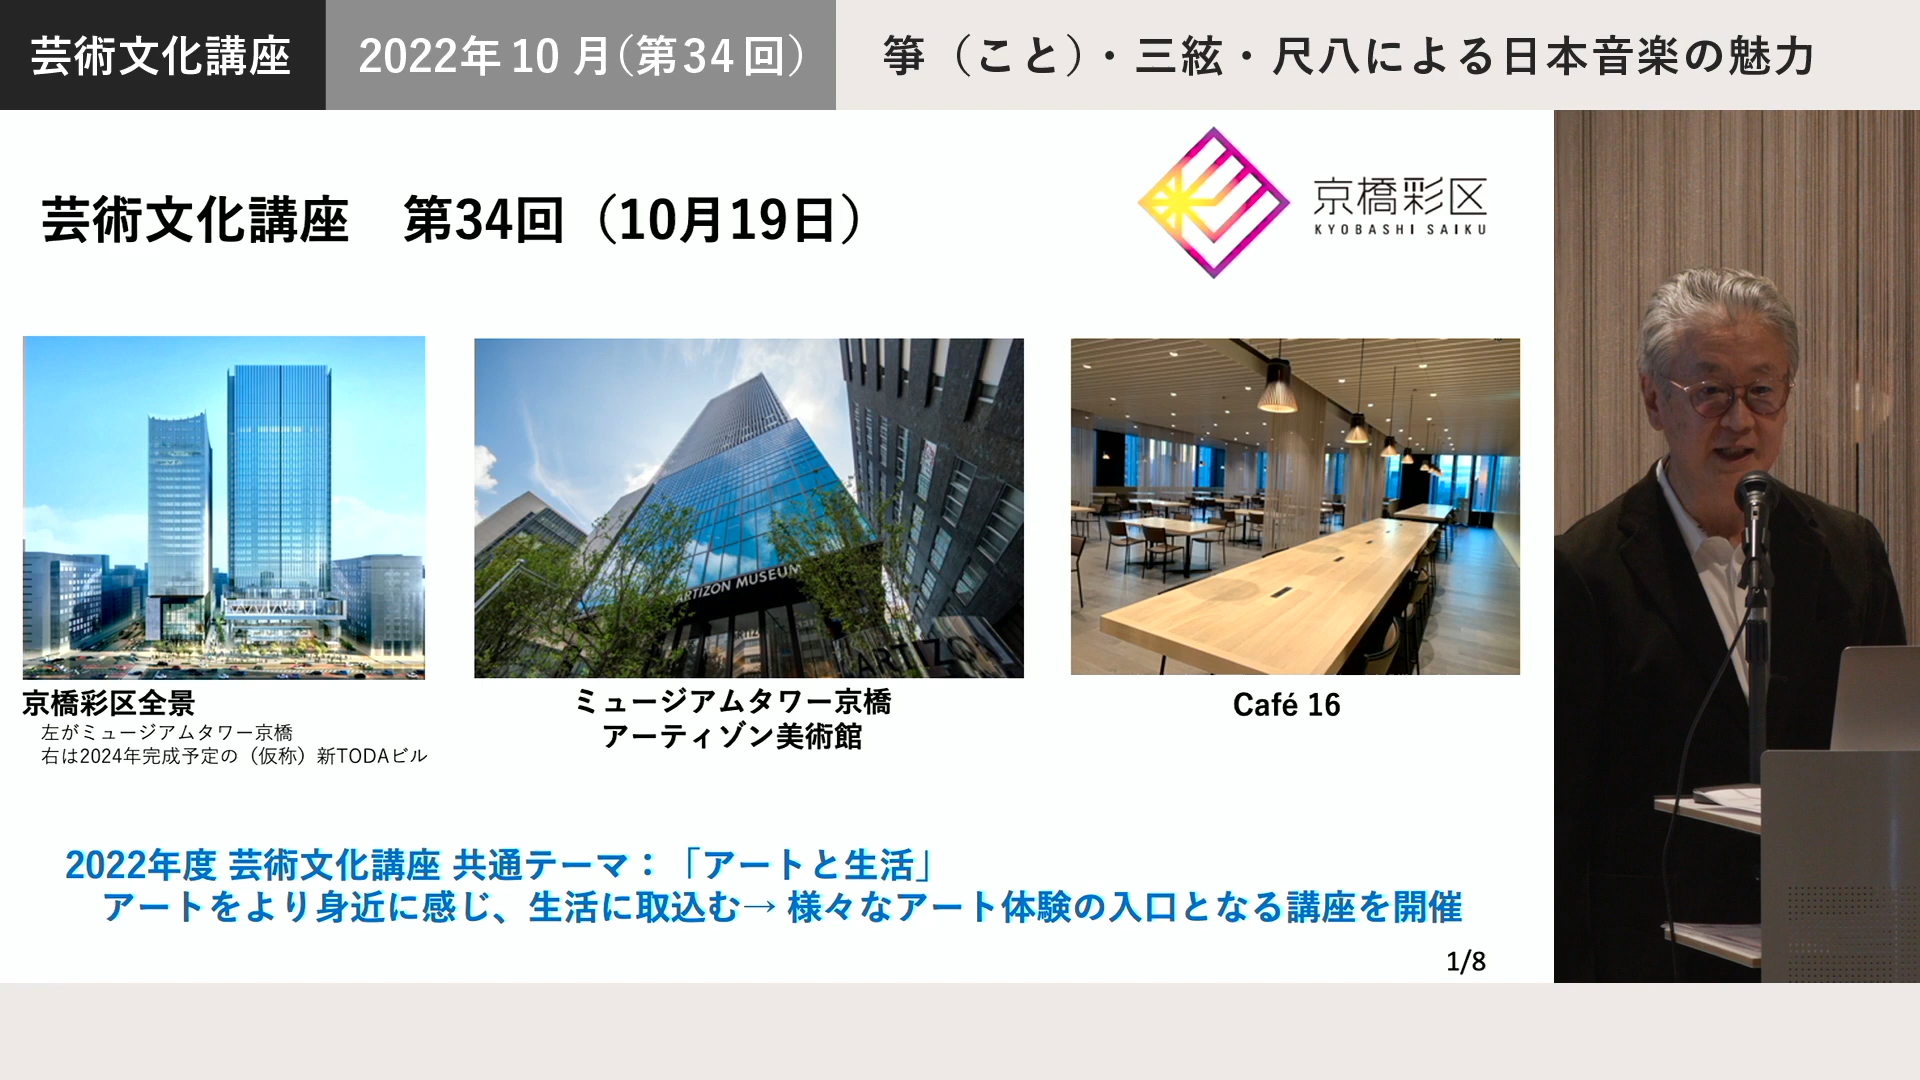 芸術文化講座
2022年10月(第34回)
箏（こと）・三絃・尺八による日本音楽の魅力
芸術文化講座　第34回（10月19日）
京橋彩区
KYOBASHI SAIKU
ARTIZON MUSEUM
京橋彩区全景
左がミュージアムタワー京橋
右は2024年完成予定の（仮称）新TODAビル
ミュージアムタワー京橋
アーティゾン美術館
Café 16
2022年度 芸術文化講座 共通テーマ：「アートと生活」
アートをより身近に感じ、生活に取込む→ 様々なアート体験の入口となる講座を開催
1/8